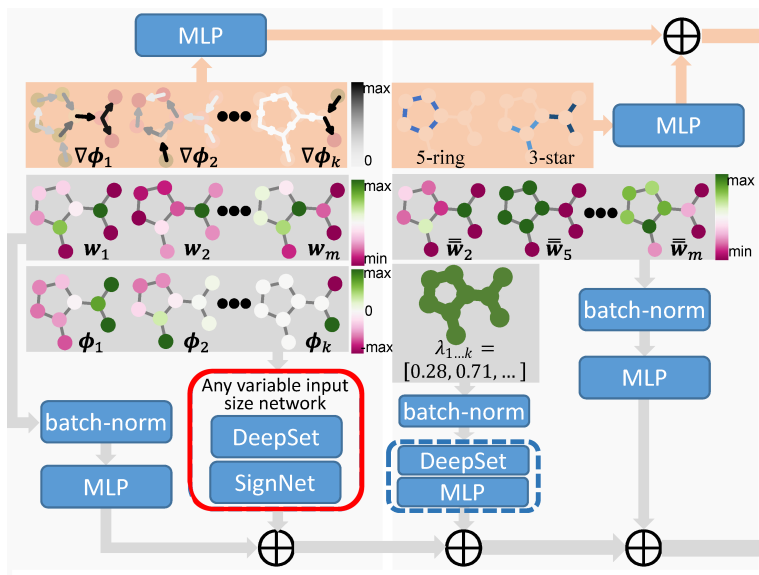 MLP
max
0
∇ϕ₁
∇ϕ₂
∇ϕₖ
5-ring
3-star
MLP
max
min
w₁
w₂
wₘ
w̿₂
w̿₅
w̿ₘ
max
min
max
0
-max
ϕ₁
ϕ₂
ϕₖ
λ₁…ₖ =
[0.28, 0.71, …]
batch-norm
MLP
Any variable input
size network
DeepSet
SignNet
batch-norm
MLP
batch-norm
DeepSet
MLP